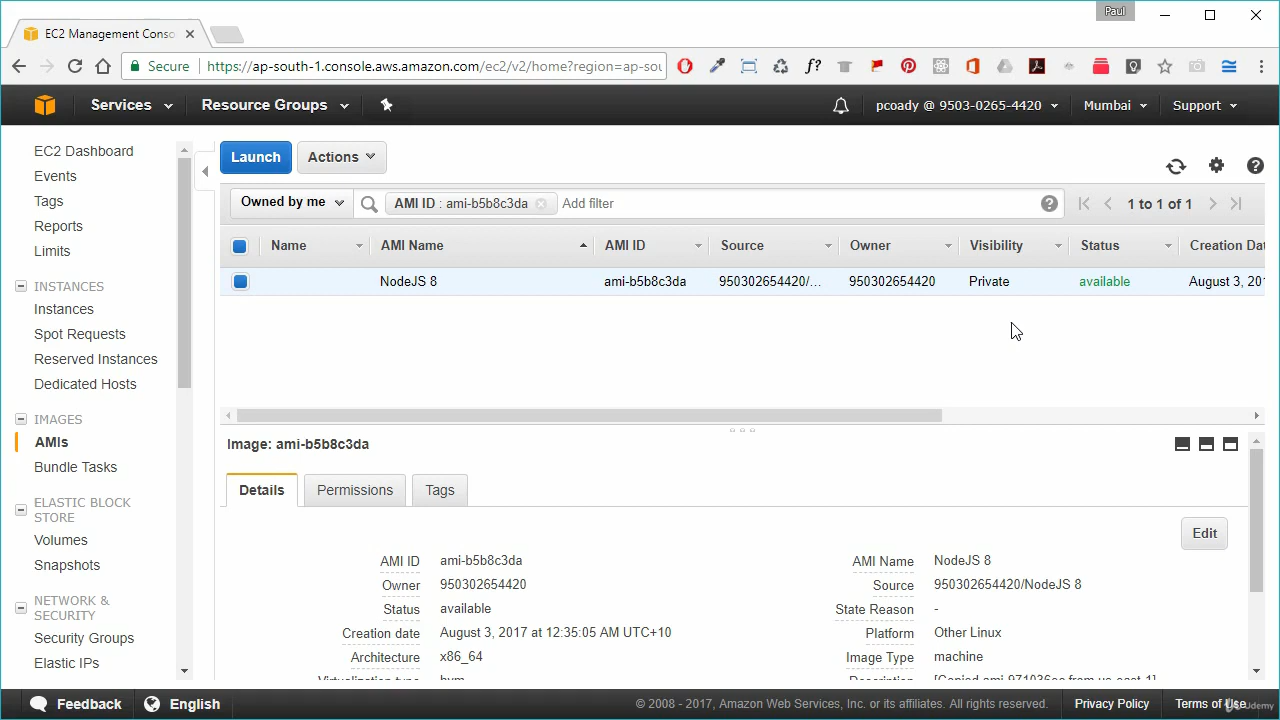 Paul
EC2 Management Conso
Secure
https://ap-south-1.console.aws.amazon.com/ec2/v2/home?region=ap-sou
f?
Services
Resource Groups
pcoady @ 9503-0265-4420
Mumbai
Support
EC2 Dashboard
Events
Tags
Reports
Limits
INSTANCES
Instances
Spot Requests
Reserved Instances
Dedicated Hosts
IMAGES
AMIs
Bundle Tasks
ELASTIC BLOCK
STORE
Volumes
Snapshots
NETWORK &
SECURITY
Security Groups
Elastic IPs
Launch
Actions
Owned by me
AMI ID : ami-b5b8c3da
Add filter
1 to 1 of 1
Name AMI Name AMI ID Source Owner Visibility Status Creation Dat
NodeJS 8 ami-b5b8c3da 950302654420/... 950302654420 Private available August 3, 201
Image: ami-b5b8c3da
Details
Permissions
Tags
Edit
AMI ID ami-b5b8c3da
Owner 950302654420
Status available
Creation date August 3, 2017 at 12:35:05 AM UTC+10
Architecture x86_64
Virtualization type hvm
AMI Name NodeJS 8
Source 950302654420/NodeJS 8
State Reason -
Platform Other Linux
Image Type machine
Description [Copied ami-971036ec from us-east-1]
Feedback
English
© 2008 - 2017, Amazon Web Services, Inc. or its affiliates. All rights reserved.
Privacy Policy
Terms of Use
Udemy